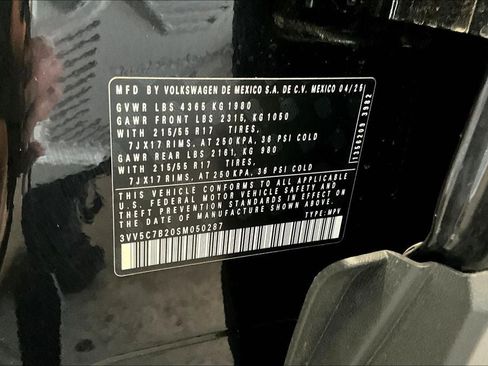 MFD BY VOLKSWAGEN DE MEXICO S.A. DE C.V. MEXICO 04/25
GVWR LBS 4365 KG 1980
GAWR FRONT LBS 2315, KG 1050
WITH 215/55 R17 TIRES,
7JX17 RIMS, AT 250 KPA, 36 PSI COLD
GAWR REAR LBS 2161, KG 980
WITH 215/55 R17 TIRES,
7JX17 RIMS, AT 250 KPA, 36 PSI COLD
THIS VEHICLE CONFORMS TO ALL APPLICABLE
U.S. FEDERAL MOTOR VEHICLE SAFETY AND
THEFT PREVENTION STANDARDS IN EFFECT ON THE
DATE OF MANUFACTURE SHOWN ABOVE.
3VV5C7B20SM050287 TYPE: MPV
1356209 3982